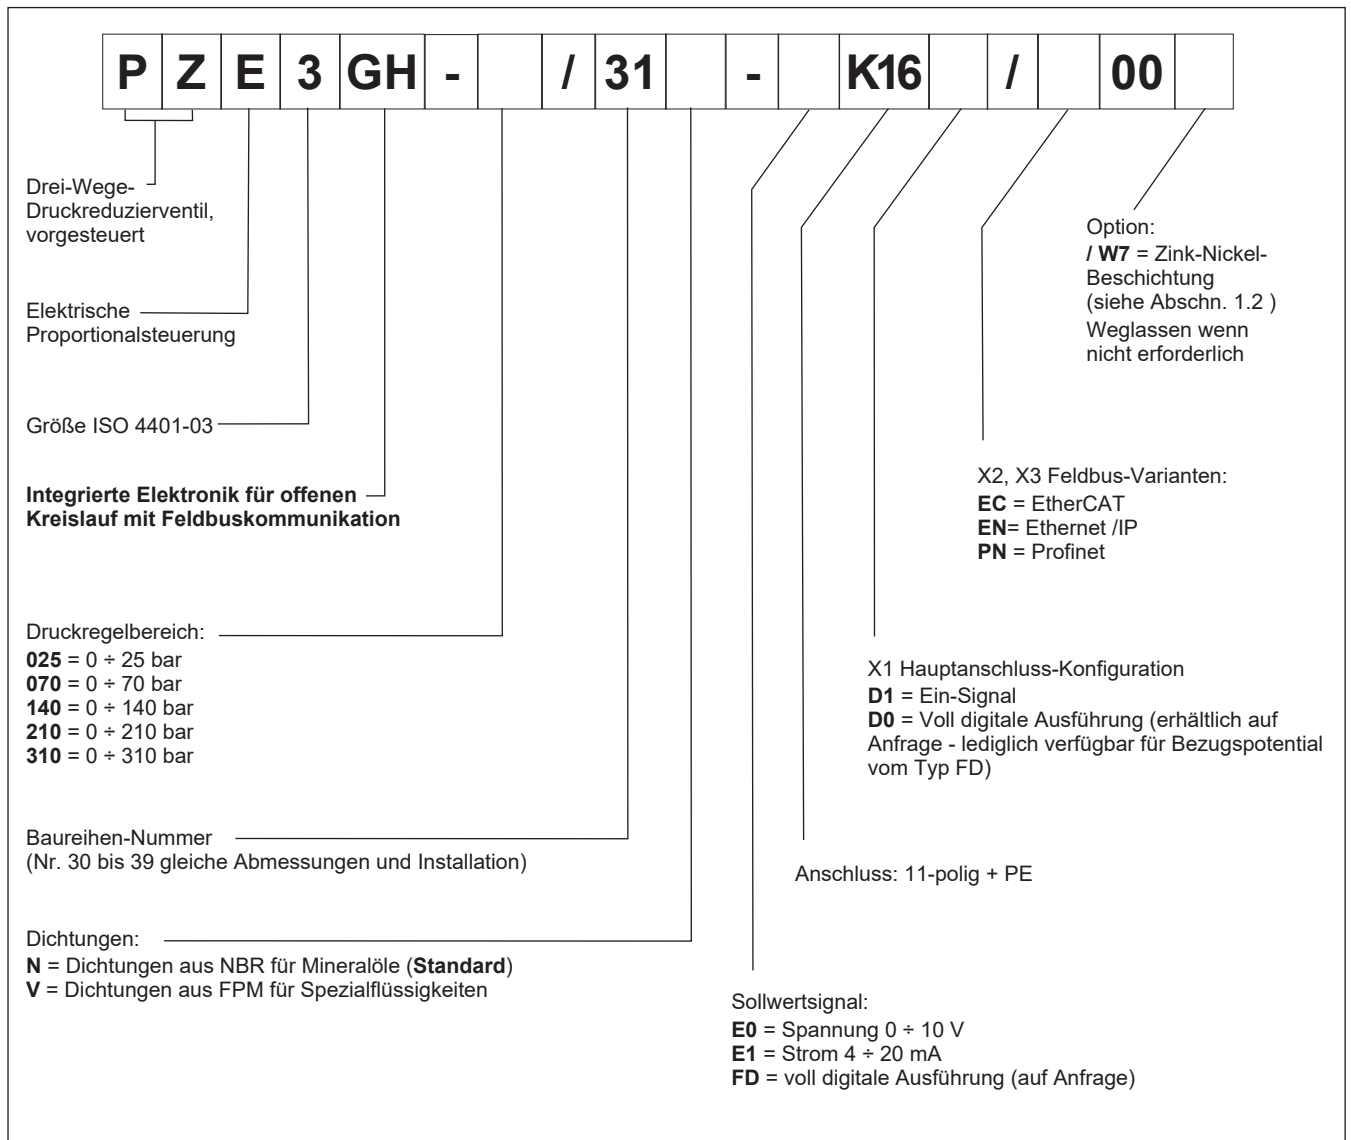 P Z E 3 GH - / 31 - K16 / 00
Drei-Wege-
Druckreduzierventil,
vorgesteuert
Elektrische
Proportionalsteuerung
Größe ISO 4401-03
Integrierte Elektronik für offenen
Kreislauf mit Feldbuskommunikation
Druckregelbereich:
025 = 0 ÷ 25 bar
070 = 0 ÷ 70 bar
140 = 0 ÷ 140 bar
210 = 0 ÷ 210 bar
310 = 0 ÷ 310 bar
Baureihen-Nummer
(Nr. 30 bis 39 gleiche Abmessungen und Installation)
Dichtungen:
N = Dichtungen aus NBR für Mineralöle (Standard)
V = Dichtungen aus FPM für Spezialflüssigkeiten
Option:
/ W7 = Zink-Nickel-
Beschichtung
(siehe Abschn. 1.2 )
Weglassen wenn
nicht erforderlich
X2, X3 Feldbus-Varianten:
EC = EtherCAT
EN= Ethernet /IP
PN = Profinet
X1 Hauptanschluss-Konfiguration
D1 = Ein-Signal
D0 = Voll digitale Ausführung (erhältlich auf
Anfrage - lediglich verfügbar für Bezugspotential
vom Typ FD)
Anschluss: 11-polig + PE
Sollwertsignal:
E0 = Spannung 0 ÷ 10 V
E1 = Strom 4 ÷ 20 mA
FD = voll digitale Ausführung (auf Anfrage)